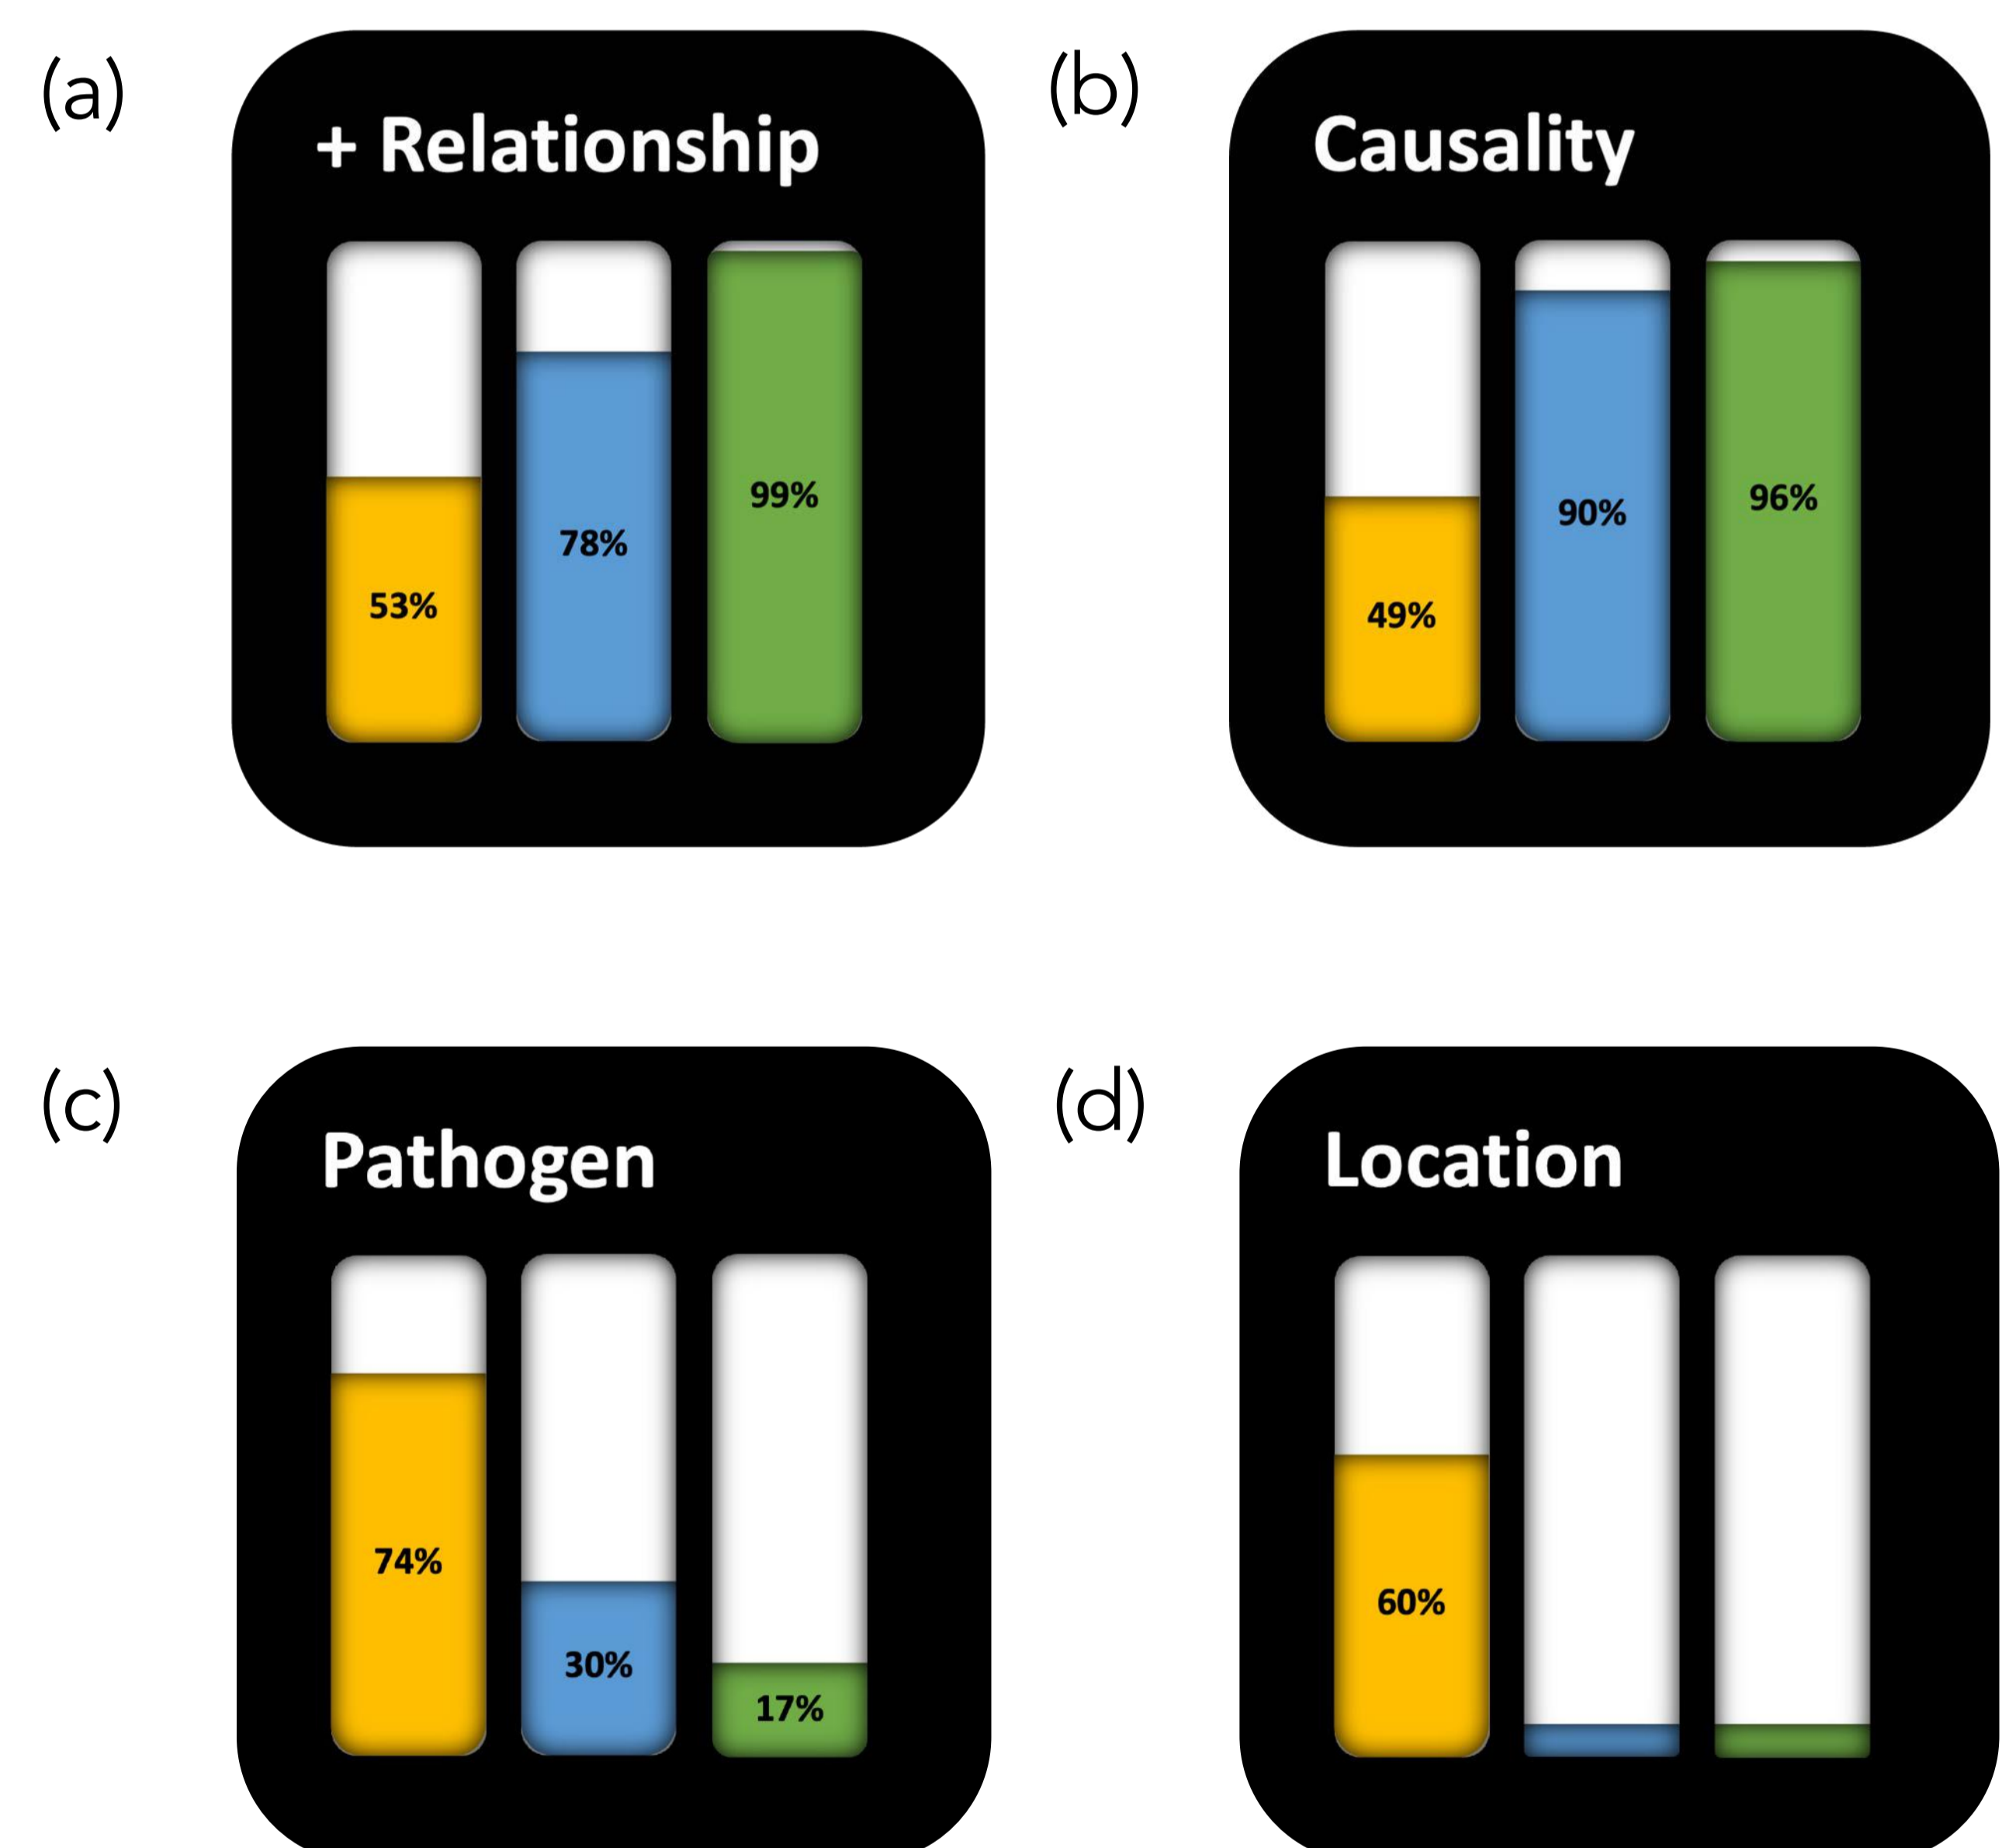 (a)
+ Relationship
53%
78%
99%
(b)
Causality
49%
90%
96%
(c)
Pathogen
74%
30%
17%
(d)
Location
60%